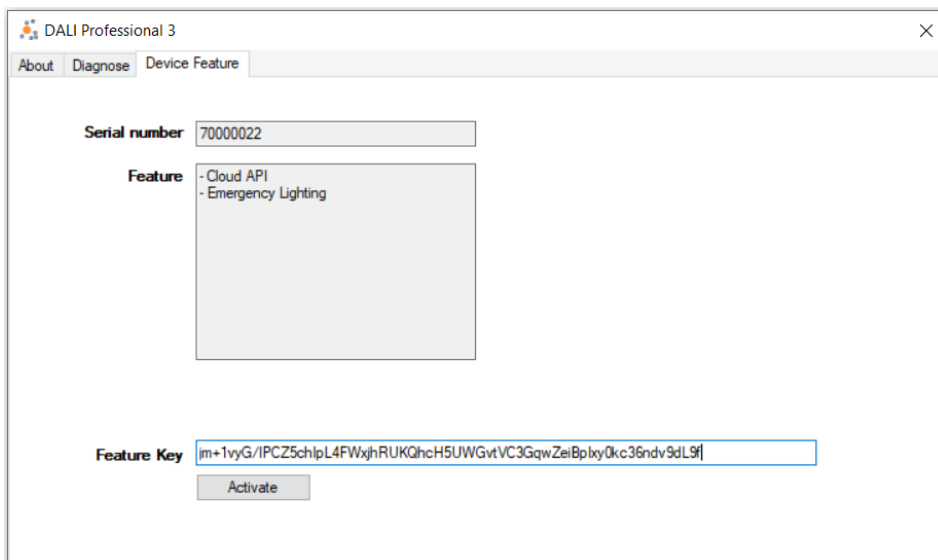 DALI Professional 3
About Diagnose Device Feature
Serial number 70000022
Feature - Cloud API
- Emergency Lighting
Feature Key jm+1vyG/IPCZ5chIpL4FWxjhRUKQhcH5UWGvtVC3GqwZeiBpIxy0kc36ndv9dL9f
Activate